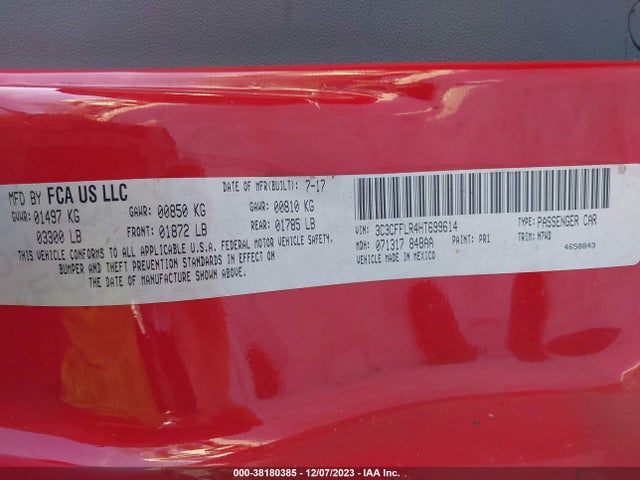 MFD BY FCA US LLC
DATE OF MFR(BUILT): 7-17
GVWR: 01497 KG
GAWR: 00850 KG
GAWR: 00810 KG
03300 LB
FRONT: 01872 LB
REAR: 01785 LB
THIS VEHICLE CONFORMS TO ALL APPLICABLE U.S.A. FEDERAL MOTOR VEHICLE SAFETY,
BUMPER AND THEFT PREVENTION STANDARDS IN EFFECT ON
THE DATE OF MANUFACTURE SHOWN ABOVE.
VIN: 3C3CFFLR4HT699614
TYPE: PASSENGER CAR
MDH: 071317 848AA
PAINT: PR1
TRIM: M7WD
VEHICLE MADE IN MEXICO
4658843
000-38180385 - 12/07/2023 - IAA Inc.